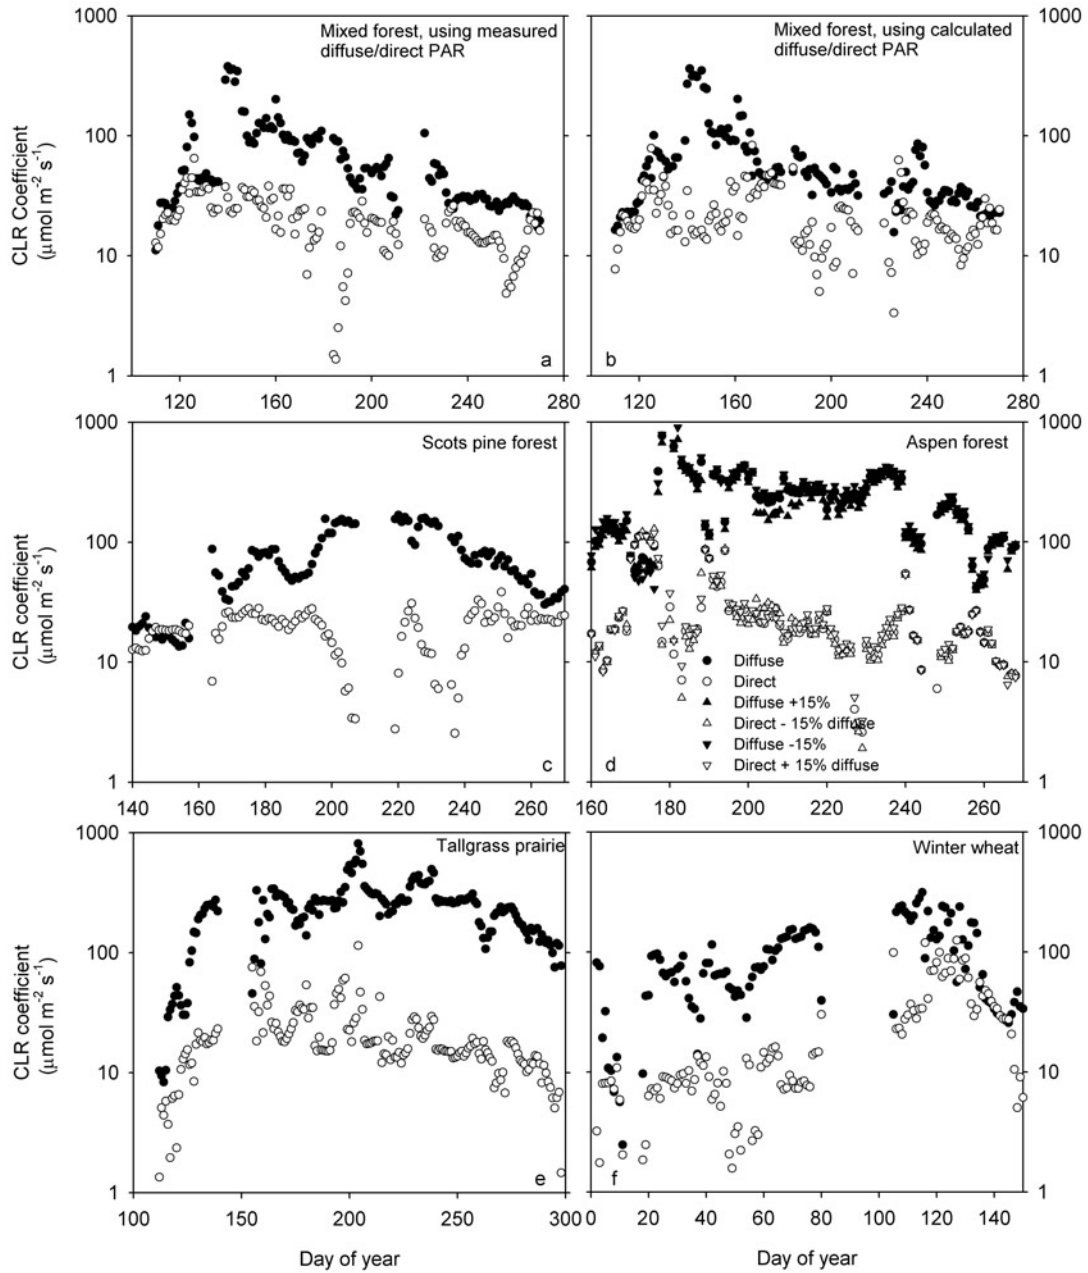 Mixed forest, using measured
diffuse/direct PAR
Mixed forest, using calculated
diffuse/direct PAR
CLR Coefficient
(μmol m⁻² s⁻¹)
1000
100
10
1
a
b
1000
100
10
1
120
160
200
240
280
120
160
200
240
280
Scots pine forest
Aspen forest
CLR coefficient
(μmol m⁻² s⁻¹)
1000
100
10
1
c
d
Diffuse
Direct
Diffuse +15%
Direct - 15% diffuse
Diffuse -15%
Direct + 15% diffuse
1000
100
10
1
140
160
180
200
220
240
260
160
180
200
220
240
260
Tallgrass prairie
Winter wheat
CLR coefficient
(μmol m⁻² s⁻¹)
1000
100
10
1
e
f
1000
100
10
1
100
150
200
250
300
0
20
40
60
80
100
120
140
Day of year
Day of year